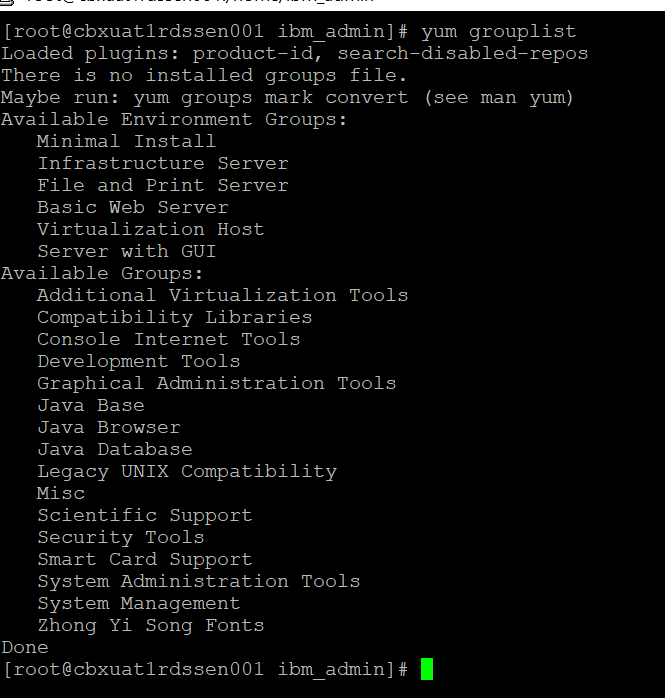 [root@cbxuat1rdssen001 ibm_admin]# yum grouplist
Loaded plugins: product-id, search-disabled-repos
There is no installed groups file.
Maybe run: yum groups mark convert (see man yum)
Available Environment Groups:
   Minimal Install
   Infrastructure Server
   File and Print Server
   Basic Web Server
   Virtualization Host
   Server with GUI
Available Groups:
   Additional Virtualization Tools
   Compatibility Libraries
   Console Internet Tools
   Development Tools
   Graphical Administration Tools
   Java Base
   Java Browser
   Java Database
   Legacy UNIX Compatibility
   Misc
   Scientific Support
   Security Tools
   Smart Card Support
   System Administration Tools
   System Management
   Zhong Yi Song Fonts
Done
[root@cbxuat1rdssen001 ibm_admin]#